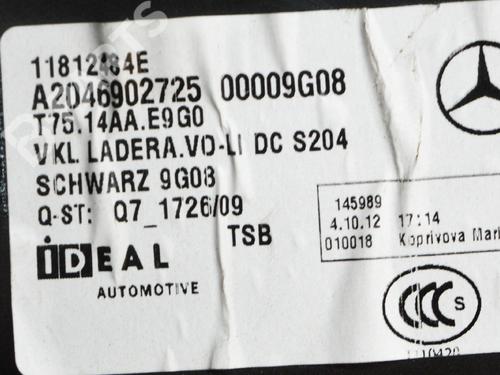 11812484E
A2046902725 00009G08
T75.14AA.E9G0
VKL.LADERA.VO-LI DC S204
SCHWARZ 9G08
Q-ST: Q7_1726/09
TSB
iDEAL
AUTOMOTIVE
145989
4.10.12 17:14
010018 Koprivova Mar
CCC S